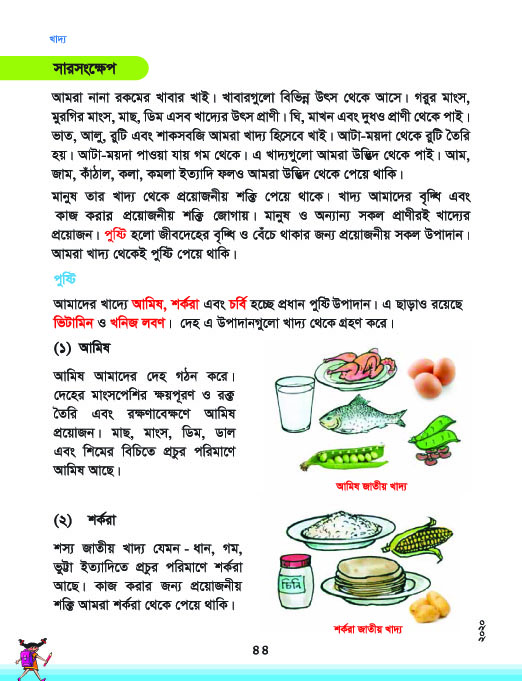 খাদ্য
সারসংক্ষেপ
আমরা নানা রকমের খাবার খাই। খাবারগুলো বিভিন্ন উৎস থেকে আসে। গরুর মাংস,
মুরগির মাংস, মাছ, ডিম এসব খাদ্যের উৎস প্রাণী। ঘি, মাখন এবং দুধও প্রাণী থেকে পাই।
ভাত, আলু, রুটি এবং শাকসবজি আমরা খাদ্য হিসেবে খাই। আটা-ময়দা থেকে রুটি তৈরি
হয়। আটা-ময়দা পাওয়া যায় গম থেকে। এ খাদ্যগুলো আমরা উদ্ভিদ থেকে পাই। আম,
জাম, কাঁঠাল, কলা, কমলা ইত্যাদি ফলও আমরা উদ্ভিদ থেকে পেয়ে থাকি।
মানুষ তার খাদ্য থেকে প্রয়োজনীয় শক্তি পেয়ে থাকে। খাদ্য আমাদের বৃদ্ধি এবং
কাজ করার প্রয়োজনীয় শক্তি জোগায়। মানুষ ও অন্যান্য সকল প্রাণীরই খাদ্যের
প্রয়োজন। পুষ্টি হলো জীবদেহের বৃদ্ধি ও বেঁচে থাকার জন্য প্রয়োজনীয় সকল উপাদান।
আমরা খাদ্য থেকেই পুষ্টি পেয়ে থাকি।
পুষ্টি
আমাদের খাদ্যে আমিষ, শর্করা এবং চর্বি হচ্ছে প্রধান পুষ্টি উপাদান। এ ছাড়াও রয়েছে
ভিটামিন ও খনিজ লবণ। দেহ এ উপাদানগুলো খাদ্য থেকে গ্রহণ করে।
(১) আমিষ
আমিষ আমাদের দেহ গঠন করে।
দেহের মাংসপেশির ক্ষয়পূরণ ও রক্ত
তৈরি এবং রক্ষণাবেক্ষণে আমিষ
প্রয়োজন। মাছ, মাংস, ডিম, ডাল
এবং শিমের বিচিতে প্রচুর পরিমাণে
আমিষ আছে।
আমিষ জাতীয় খাদ্য
(২) শর্করা
শস্য জাতীয় খাদ্য যেমন - ধান, গম,
ভুট্টা ইত্যাদিতে প্রচুর পরিমাণে শর্করা
আছে। কাজ করার জন্য প্রয়োজনীয়
শক্তি আমরা শর্করা থেকে পেয়ে থাকি।
চিনি
শর্করা জাতীয় খাদ্য
২০২০
৪৪